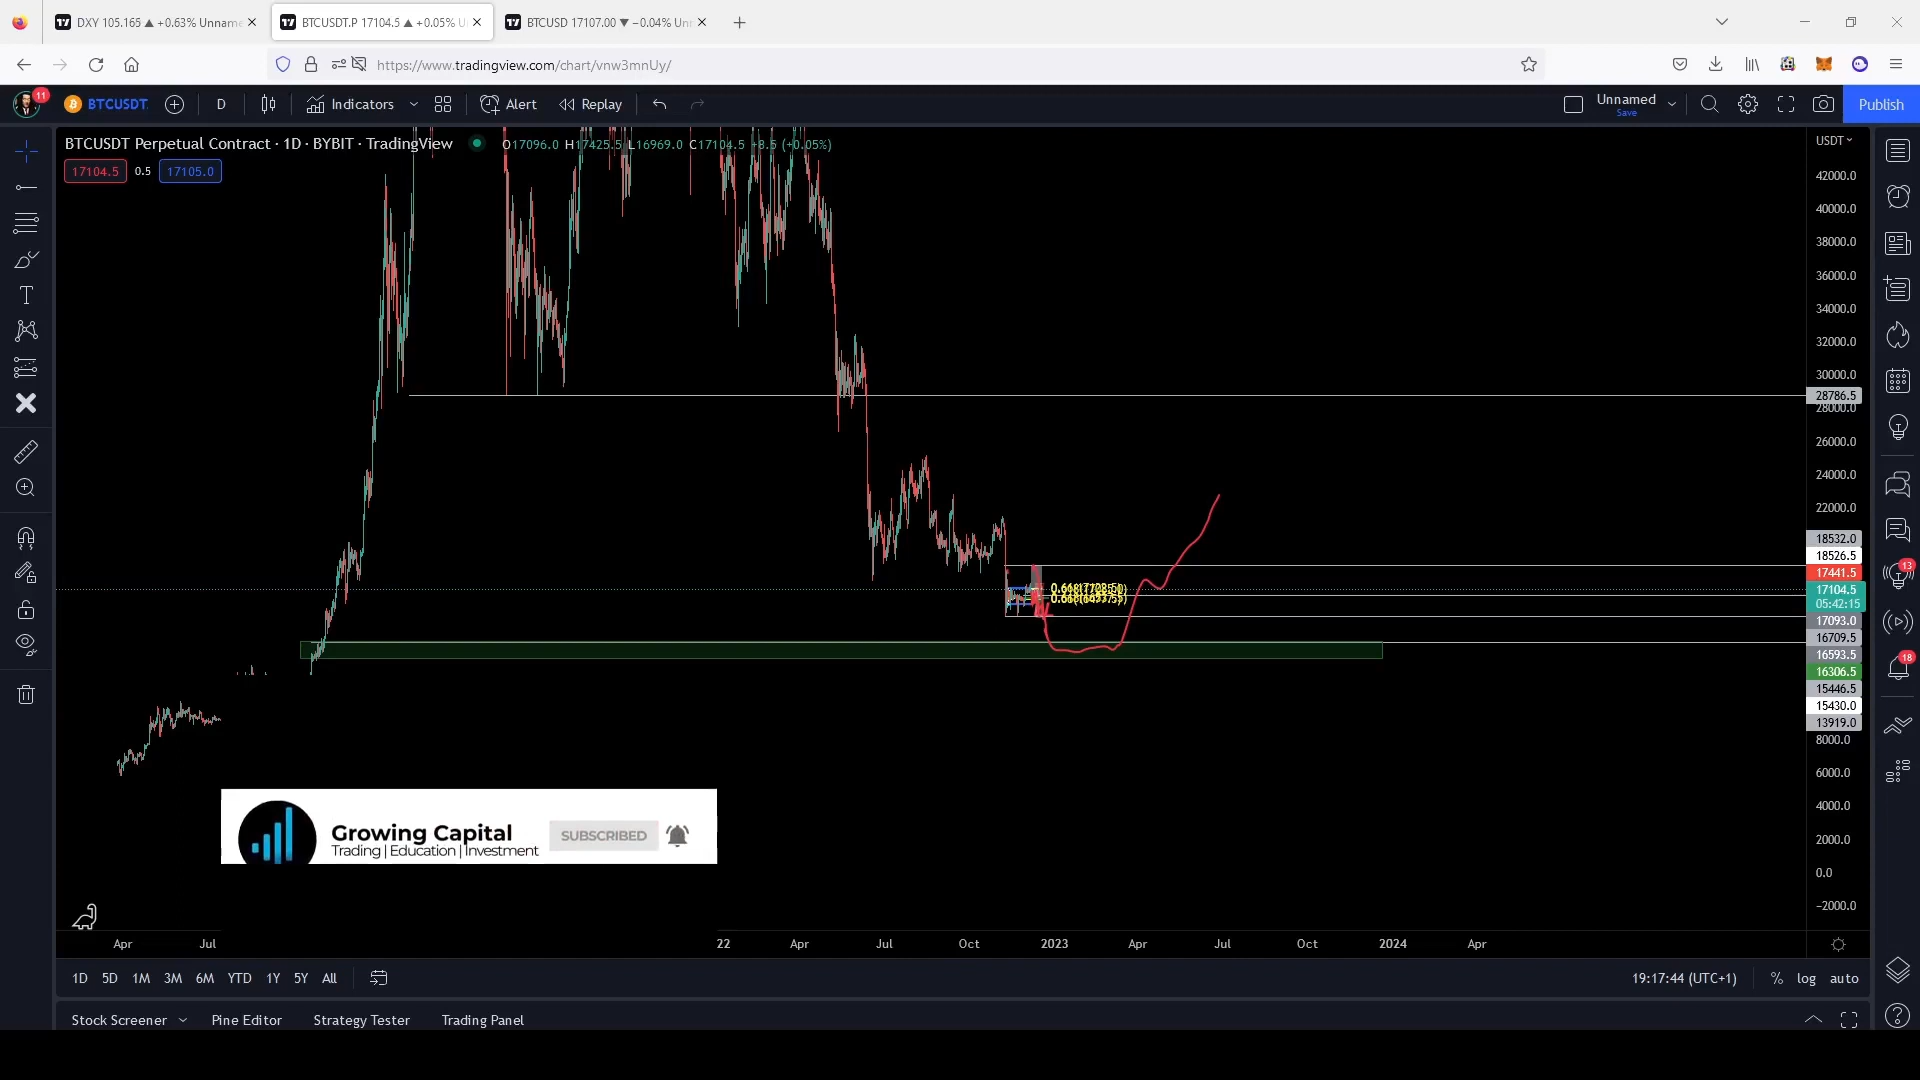 DXY 105.165 ▲ +0.63% Unname
BTCUSDT.P 17104.5 ▲ +0.05% U
BTCUSD 17107.00 ▼ −0.04% Un
https://www.tradingview.com/chart/vnw3mnUy/
11
BTCUSDT
D
Indicators
Alert
Replay
Unnamed
Save
Publish
BTCUSDT Perpetual Contract · 1D · BYBIT · TradingView
O17096.0 H17425.5 L16969.0 C17104.5 +8.5 (+0.05%)
17104.5
0.5
17105.0
USDT
42000.0
40000.0
38000.0
36000.0
34000.0
32000.0
30000.0
28786.5
28000.0
26000.0
24000.0
22000.0
18532.0
18526.5
17441.5
17104.5
05:42:15
17093.0
16709.5
16593.5
16306.5
15446.5
15430.0
13919.0
8000.0
6000.0
4000.0
2000.0
0.0
−2000.0
13
18
Growing Capital
Trading | Education | Investment
SUBSCRIBED
Apr
Jul
22
Apr
Jul
Oct
2023
Apr
Jul
Oct
2024
Apr
1D
5D
1M
3M
6M
YTD
1Y
5Y
All
19:17:44 (UTC+1)
%
log
auto
Stock Screener
Pine Editor
Strategy Tester
Trading Panel